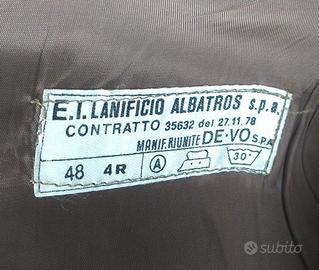 E.I. LANIFICIO ALBATROS s.p.a.
CONTRATTO 35632 del 27.11.78
MANIF. RIUNITE DE·VO S.P.A
48 4R A 30°
subito